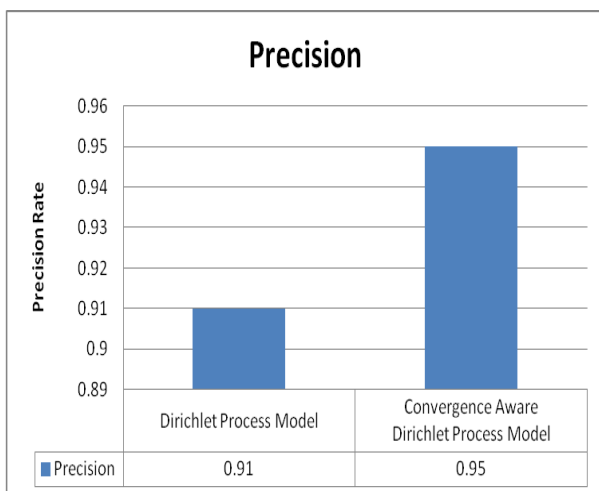 Precision
0.96
0.95
0.94
0.93
0.92
0.91
0.9
0.89
Precision Rate
Dirichlet Process Model
Convergence Aware
Dirichlet Process Model
Precision 0.91 0.95